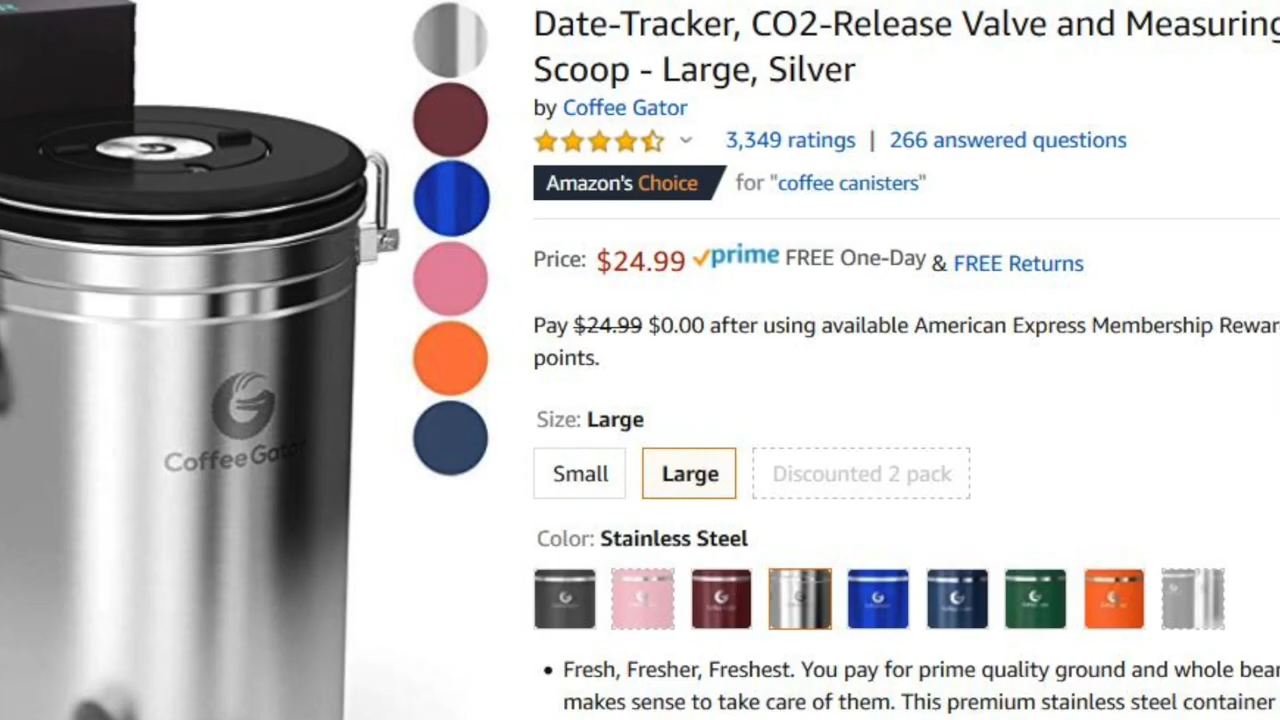 Date-Tracker, CO2-Release Valve and Measuring
Scoop - Large, Silver
by Coffee Gator
3,349 ratings | 266 answered questions
Amazon's Choice for "coffee canisters"
Price: $24.99 prime FREE One-Day & FREE Returns
Pay $24.99 $0.00 after using available American Express Membership Rewar
points.
Size: Large
Small Large Discounted 2 pack
Color: Stainless Steel
• Fresh, Fresher, Freshest. You pay for prime quality ground and whole bea
makes sense to take care of them. This premium stainless steel container
Coffee Gator